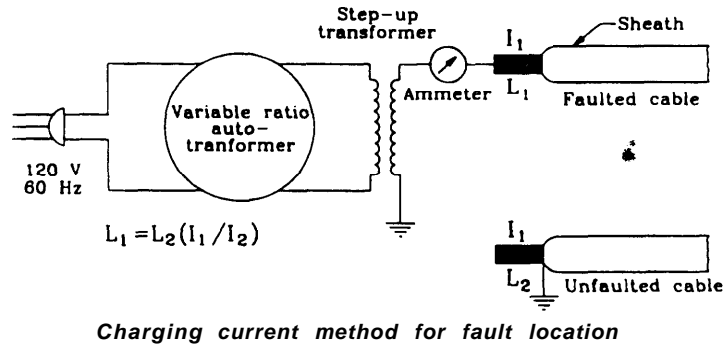 Step-up
transformer
I₁
Sheath
Variable ratio
auto-
tranformer
Ammeter
L₁
Faulted cable
120 V
60 Hz
L₁=L₂(I₁/I₂)
I₁
L₂
Unfaulted cable
Charging current method for fault location